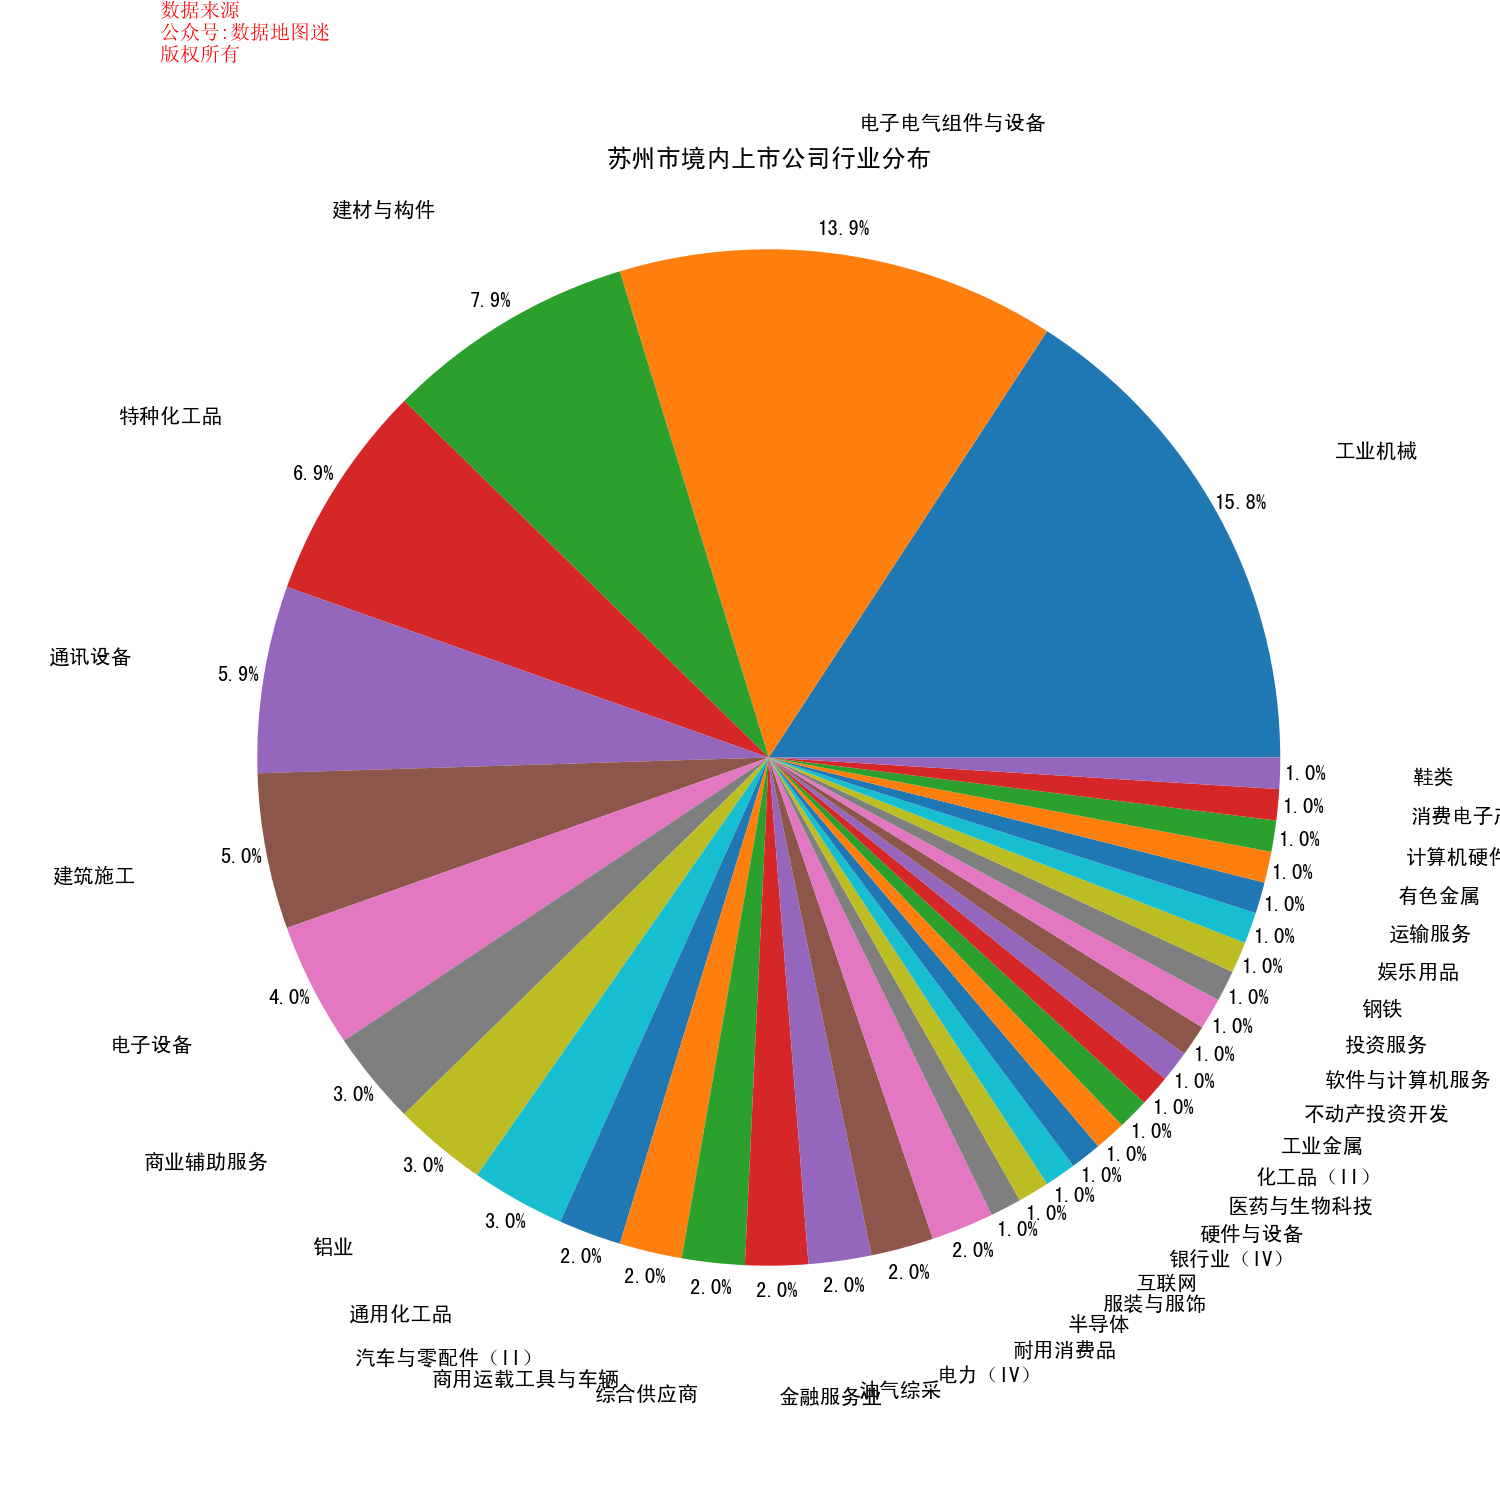 数据来源
公众号:数据地图迷
版权所有
电子电气组件与设备
苏州市境内上市公司行业分布
建材与构件
13.9%
7.9%
特种化工品
工业机械
6.9%
15.8%
通讯设备
5.9%
1.0%
鞋类
1.0%
消费电子产
1.0%
计算机硬件
5.0%
建筑施工
1.0%
有色金属
1.0%
运输服务
1.0%
娱乐用品
1.0%
钢铁
4.0%
1.0%
投资服务
电子设备
1.0%
软件与计算机服务
1.0%
不动产投资开发
1.0%
工业金属
3.0%
1.0%
化工品（II）
1.0%
医药与生物科技
商业辅助服务
3.0%
1.0%
硬件与设备
1.0%
银行业（IV）
1.0%
互联网
1.0%
服装与服饰
3.0%
1.0%
半导体
铝业
2.0%
2.0%
2.0%
2.0%
2.0%
2.0%
2.0%
通用化工品
耐用消费品
汽车与零配件（II）
电力（IV）
商用运载工具与车辆
油气综采
综合供应商
金融服务业